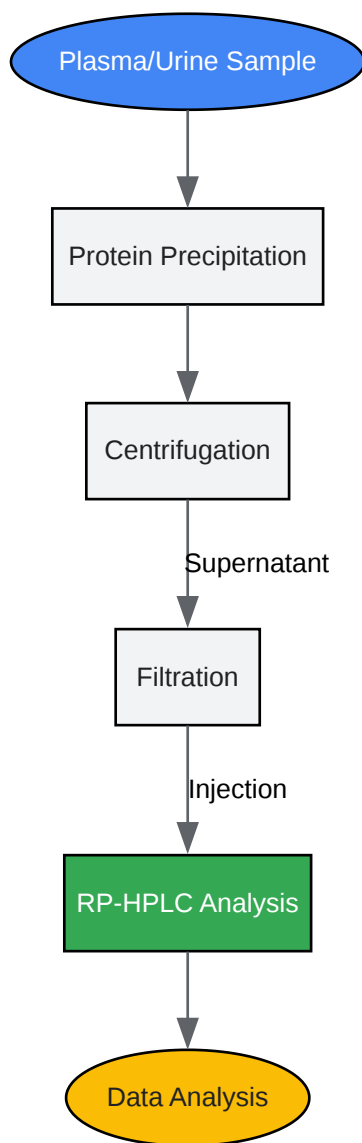 Plasma/Urine Sample
Protein Precipitation
Centrifugation
Supernatant
Filtration
Injection
RP-HPLC Analysis
Data Analysis